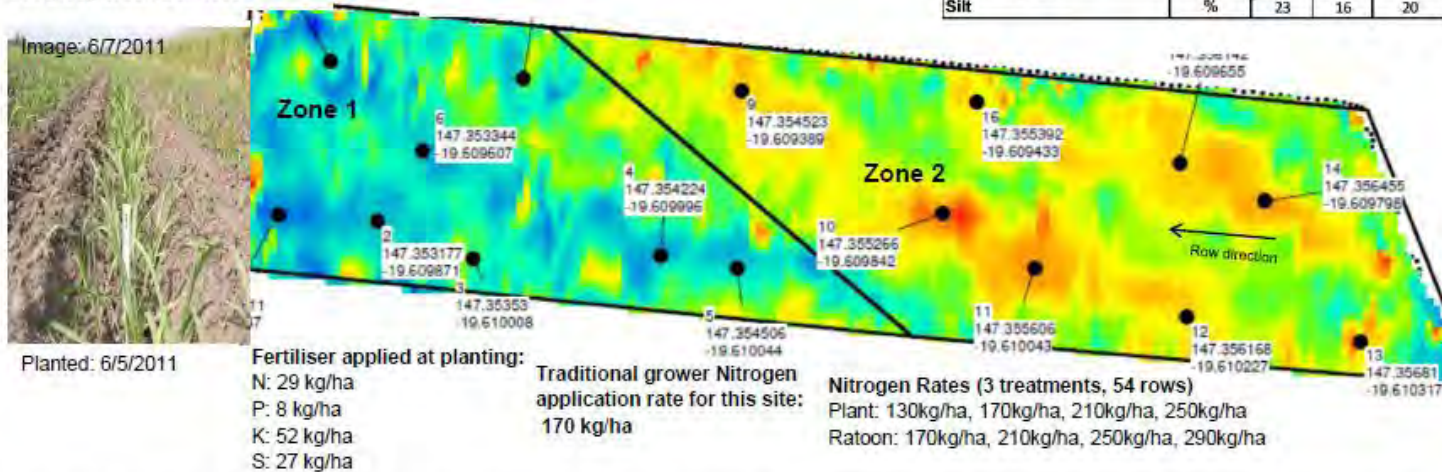 Silt % 23 16 20
Image: 6/7/2011
-19.609655
Zone 1
6
147.353344
-19.609607
9
147.354523
-19.609389
16
147.355392
-19.609433
4
147.354224
-19.609996
Zone 2
14
147.356455
-19.609798
2
147.353177
-19.609871
10
147.355266
-19.609842
Row direction
3
147.35353
-19.610008
5
147.354506
-19.610044
11
147.355606
-19.610043
12
147.356168
-19.610227
13
147.35681
-19.610317
Planted: 6/5/2011
Fertiliser applied at planting:
N: 29 kg/ha
P: 8 kg/ha
K: 52 kg/ha
S: 27 kg/ha
Traditional grower Nitrogen
application rate for this site:
170 kg/ha
Nitrogen Rates (3 treatments, 54 rows)
Plant: 130kg/ha, 170kg/ha, 210kg/ha, 250kg/ha
Ratoon: 170kg/ha, 210kg/ha, 250kg/ha, 290kg/ha